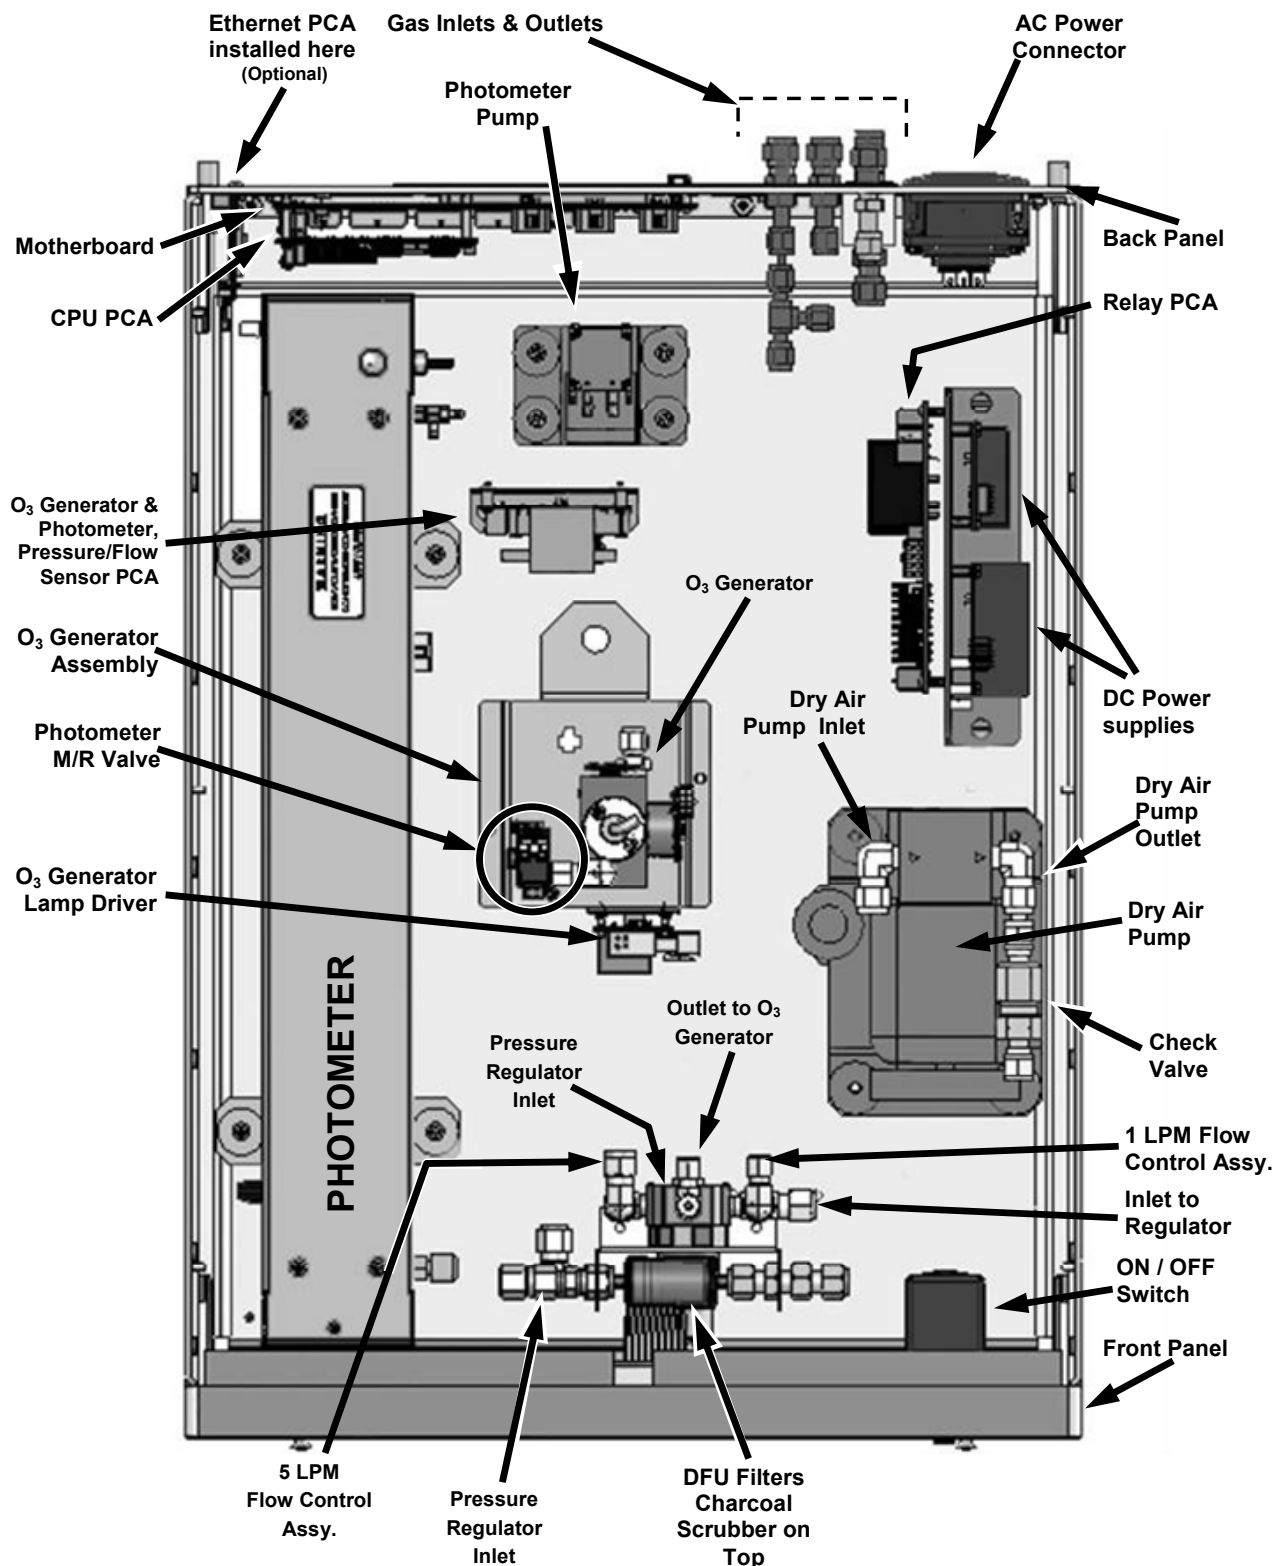 Ethernet PCA
installed here
(Optional)
Gas Inlets & Outlets
AC Power
Connector
Photometer
Pump
Motherboard
Back Panel
CPU PCA
Relay PCA
O₃ Generator &
Photometer,
Pressure/Flow
Sensor PCA
O₃ Generator
O₃ Generator
Assembly
Dry Air
Pump Inlet
DC Power
supplies
Photometer
M/R Valve
Dry Air
Pump
Outlet
O₃ Generator
Lamp Driver
Dry Air
Pump
PHOTOMETER
Outlet to O₃
Generator
Pressure
Regulator
Inlet
Check
Valve
1 LPM Flow
Control Assy.
Inlet to
Regulator
ON / OFF
Switch
Front Panel
5 LPM
Flow Control
Assy.
Pressure
Regulator
Inlet
DFU Filters
Charcoal
Scrubber on
Top